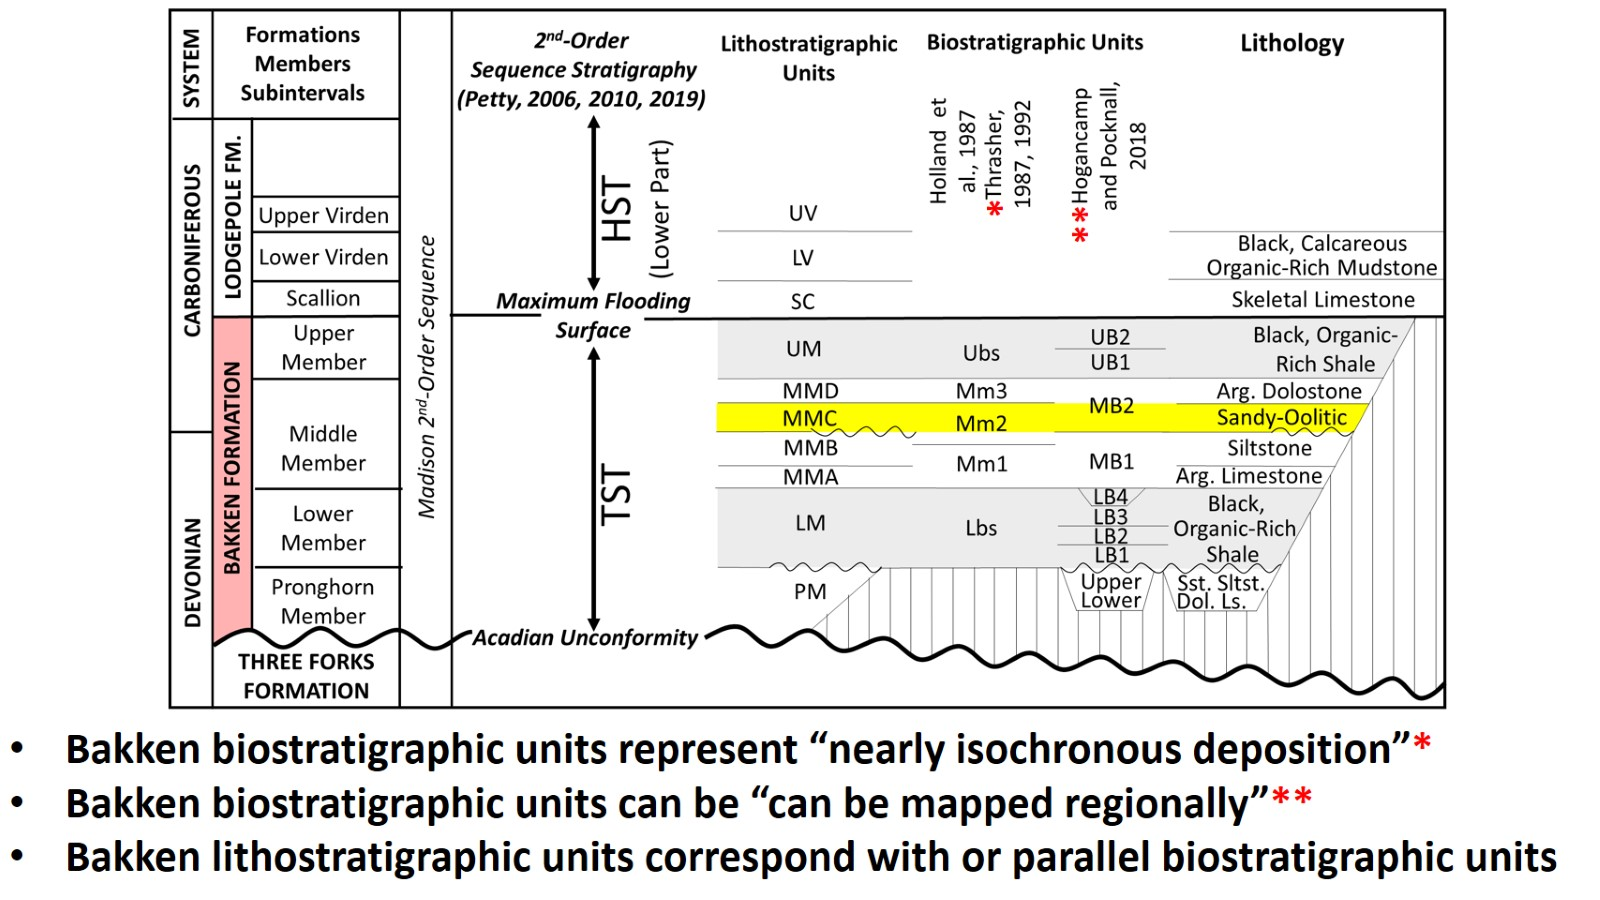 SYSTEM
Formations
Members
Subintervals
2nd-Order
Sequence Stratigraphy
(Petty, 2006, 2010, 2019)
Lithostratigraphic
Units
Biostratigraphic Units
Lithology
Holland et
al., 1987
*Thrasher,
1987, 1992
**Hogancamp
and Pocknall,
2018
CARBONIFEROUS
DEVONIAN
LODGEPOLE FM.
BAKKEN FORMATION
Upper Virden
Lower Virden
Scallion
Upper
Member
Middle
Member
Lower
Member
Pronghorn
Member
THREE FORKS
FORMATION
Madison 2nd-Order Sequence
HST
(Lower Part)
Maximum Flooding
Surface
TST
Acadian Unconformity
UV
LV
SC
UM
MMD
MMC
MMB
MMA
LM
PM
Ubs
Mm3
Mm2
Mm1
Lbs
UB2
UB1
MB2
MB1
LB4
LB3
LB2
LB1
Upper
Lower
Black, Calcareous
Organic-Rich Mudstone
Skeletal Limestone
Black, Organic-
Rich Shale
Arg. Dolostone
Sandy-Oolitic
Siltstone
Arg. Limestone
Black,
Organic-Rich
Shale
Sst. Sltst.
Dol. Ls.
• Bakken biostratigraphic units represent “nearly isochronous deposition”*
• Bakken biostratigraphic units can be “can be mapped regionally”**
• Bakken lithostratigraphic units correspond with or parallel biostratigraphic units